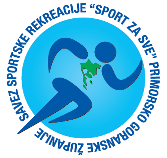 SAVEZ SPORTSKE REKREACIJE "SPORT ZA SVE" PRIMORSKO GORANSKE ŽUPANIJE